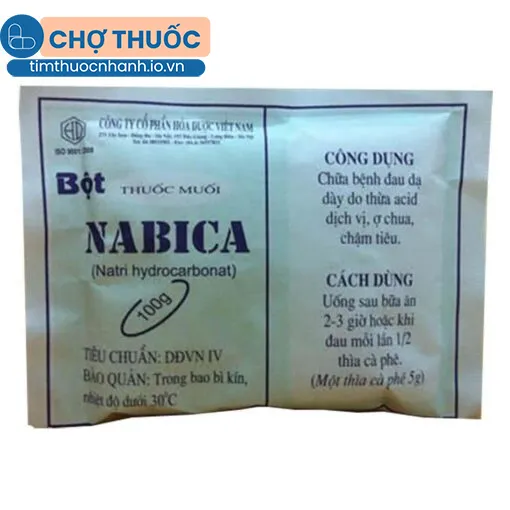 CHỢ THUỐC
timthuocnhanh.io.vn
CÔNG TY CỔ PHẦN HÓA DƯỢC VIỆT NAM
ISO 9001:2008
Bột THUỐC MUỐI
NABICA
(Natri hydrocarbonat)
100g
TIÊU CHUẨN: DĐVN IV
BẢO QUẢN: Trong bao bì kín,
nhiệt độ dưới 30°C
CÔNG DỤNG
Chữa bệnh đau dạ
dày do thừa acid
dịch vị, ợ chua,
chậm tiêu.
CÁCH DÙNG
Uống sau bữa ăn
2-3 giờ hoặc khi
đau mỗi lần 1/2
thìa cà phê.
(Một thìa cà phê 5g)